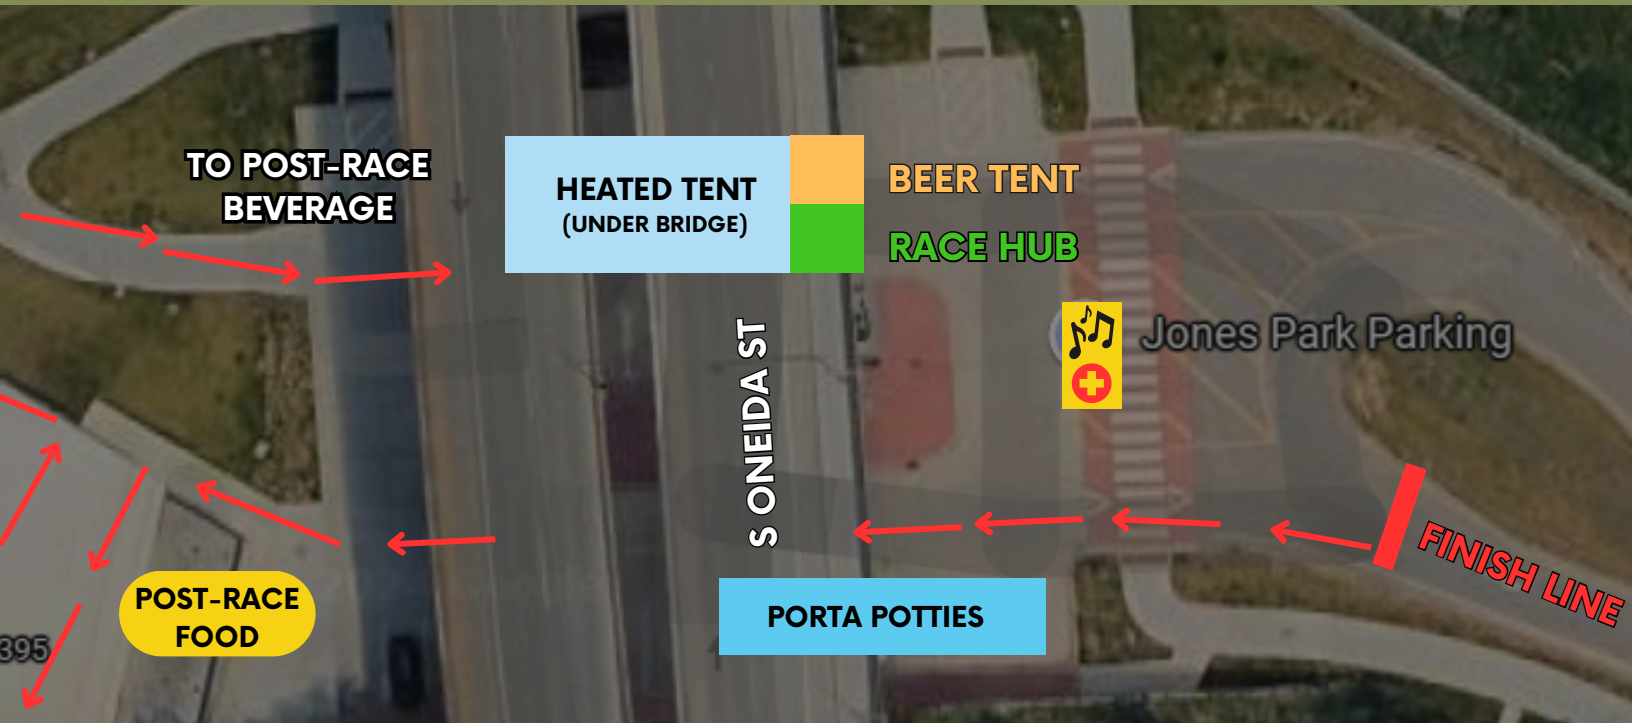 TO POST-RACE
BEVERAGE
HEATED TENT
(UNDER BRIDGE)
BEER TENT
RACE HUB
Jones Park Parking
S ONEIDA ST
FINISH LINE
POST-RACE
FOOD
PORTA POTTIES
395